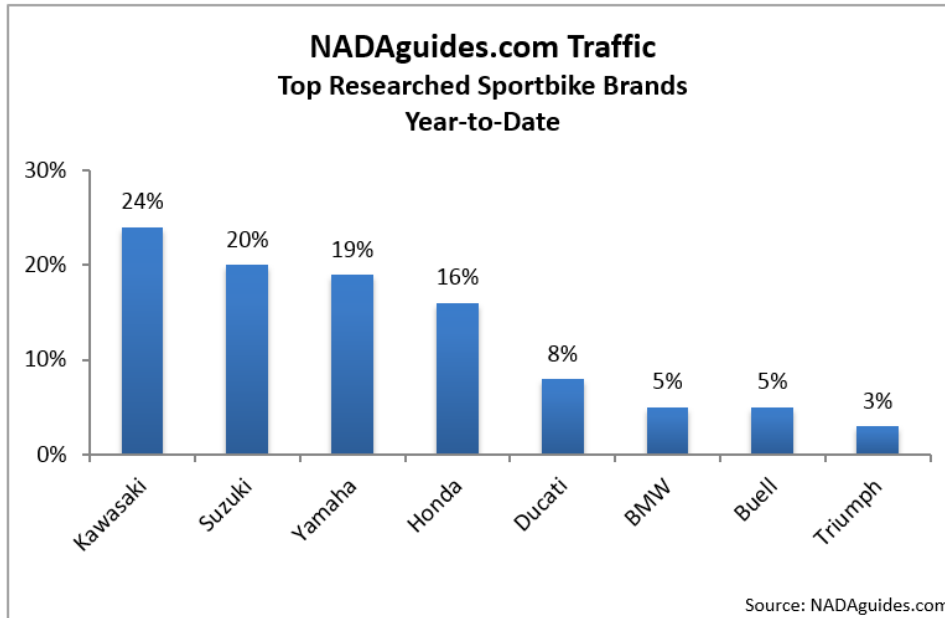 NADAguides.com Traffic
Top Researched Sportbike Brands
Year-to-Date
30%
20%
10%
0%
24%
20%
19%
16%
8%
5%
5%
3%
Kawasaki
Suzuki
Yamaha
Honda
Ducati
BMW
Buell
Triumph
Source: NADAguides.com